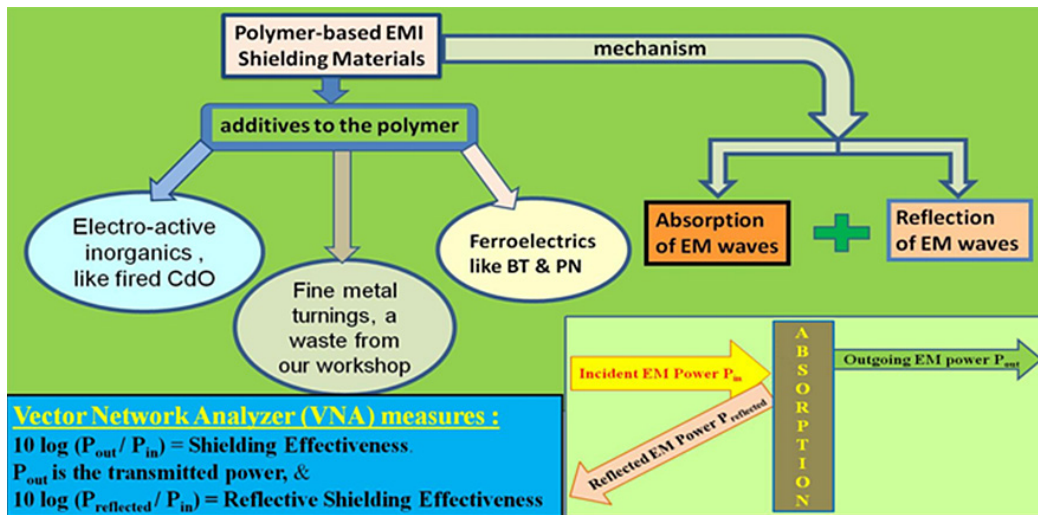 Polymer-based EMI
Shielding Materials
mechanism
additives to the polymer
Electro-active
inorganics ,
like fired CdO
Fine metal
turnings, a
waste from
our workshop
Ferroelectrics
like BT & PN
Absorption
of EM waves
Reflection
of EM waves
Vector Network Analyzer (VNA) measures :
10 log (Pout / Pin) = Shielding Effectiveness.
Pout is the transmitted power, &
10 log (Preflected / Pin) = Reflective Shielding Effectiveness
Incident EM Power Pin
Reflected EM Power Preflected
ABSORPTION
Outgoing EM power Pout